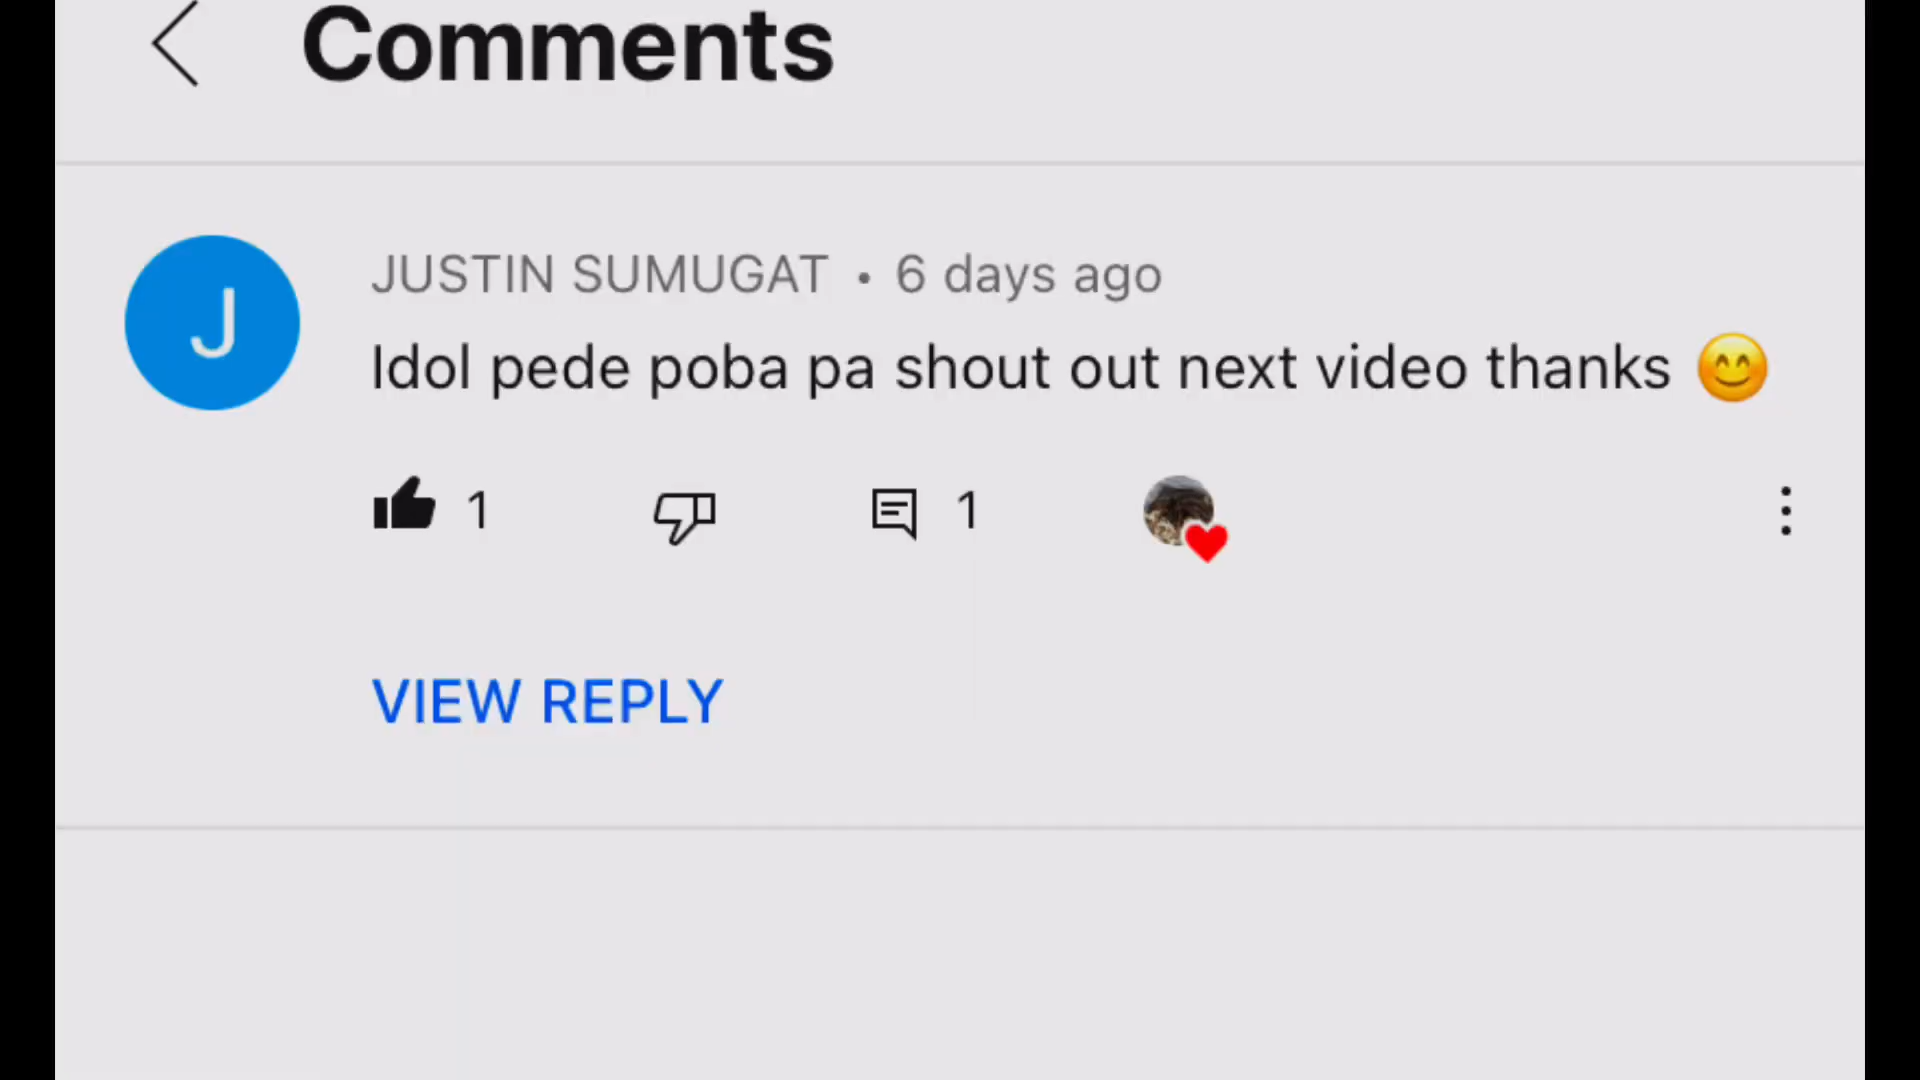 Comments
J
JUSTIN SUMUGAT • 6 days ago
Idol pede poba pa shout out next video thanks 😊
1
1
VIEW REPLY